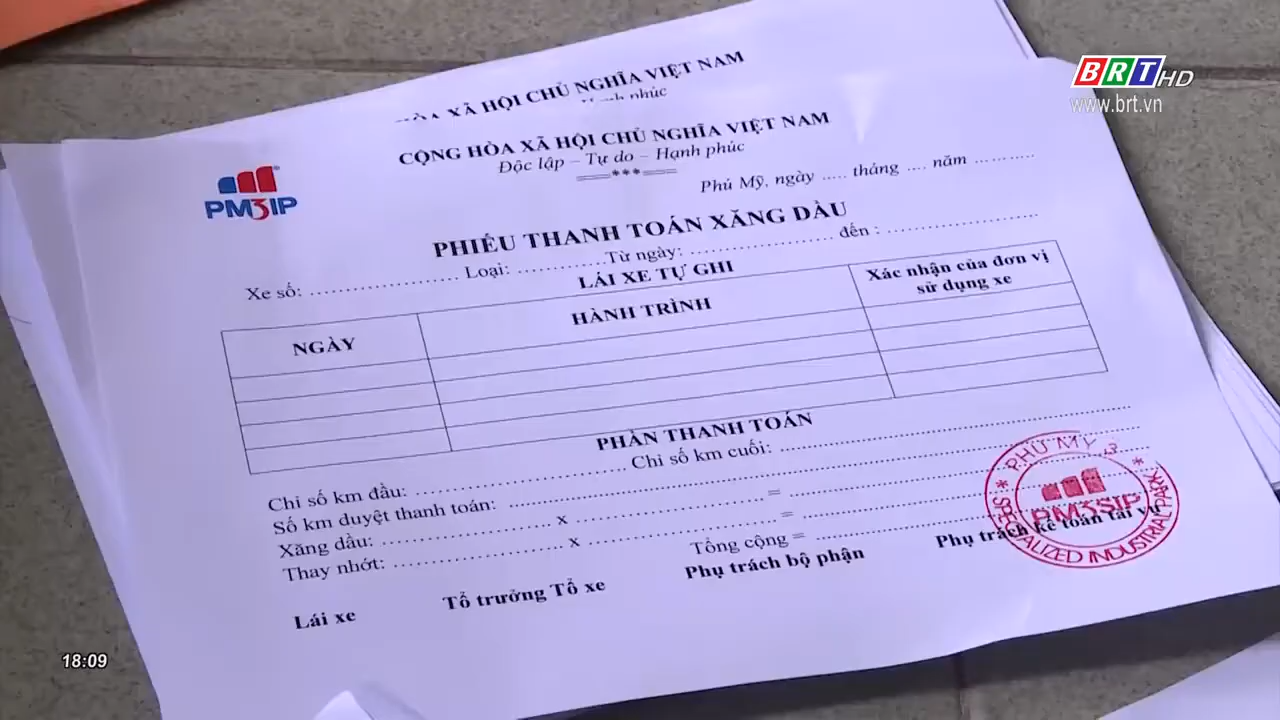 BRT HD
www.brt.vn
XÃ HỘI CHỦ NGHĨA VIỆT NAM
phúc
PM3IP
CỘNG HÒA XÃ HỘI CHỦ NGHĨA VIỆT NAM
Độc lập – Tự do – Hạnh phúc
===***===
Phú Mỹ, ngày ..... tháng .... năm ...........
PHIẾU THANH TOÁN XĂNG DẦU
Xe số: ...................... Loại: ............. Từ ngày: ..................... đến : ......................
LÁI XE TỰ GHI
NGÀY HÀNH TRÌNH Xác nhận của đơn vị sử dụng xe
PHẦN THANH TOÁN
Chỉ số km đầu: ................................ Chỉ số km cuối: ................................
Số km duyệt thanh toán: ................................
Xăng dầu: ......................... x ......................... = .........................
Thay nhớt: ......................... x ......................... = .........................
Tổng cộng = .........................
Lái xe Tổ trưởng Tổ xe Phụ trách bộ phận Phụ trách kế toán tài vụ
* PHÚ MỸ 3 *
PM3SIP
SPECIALIZED INDUSTRIAL PARK
18:09